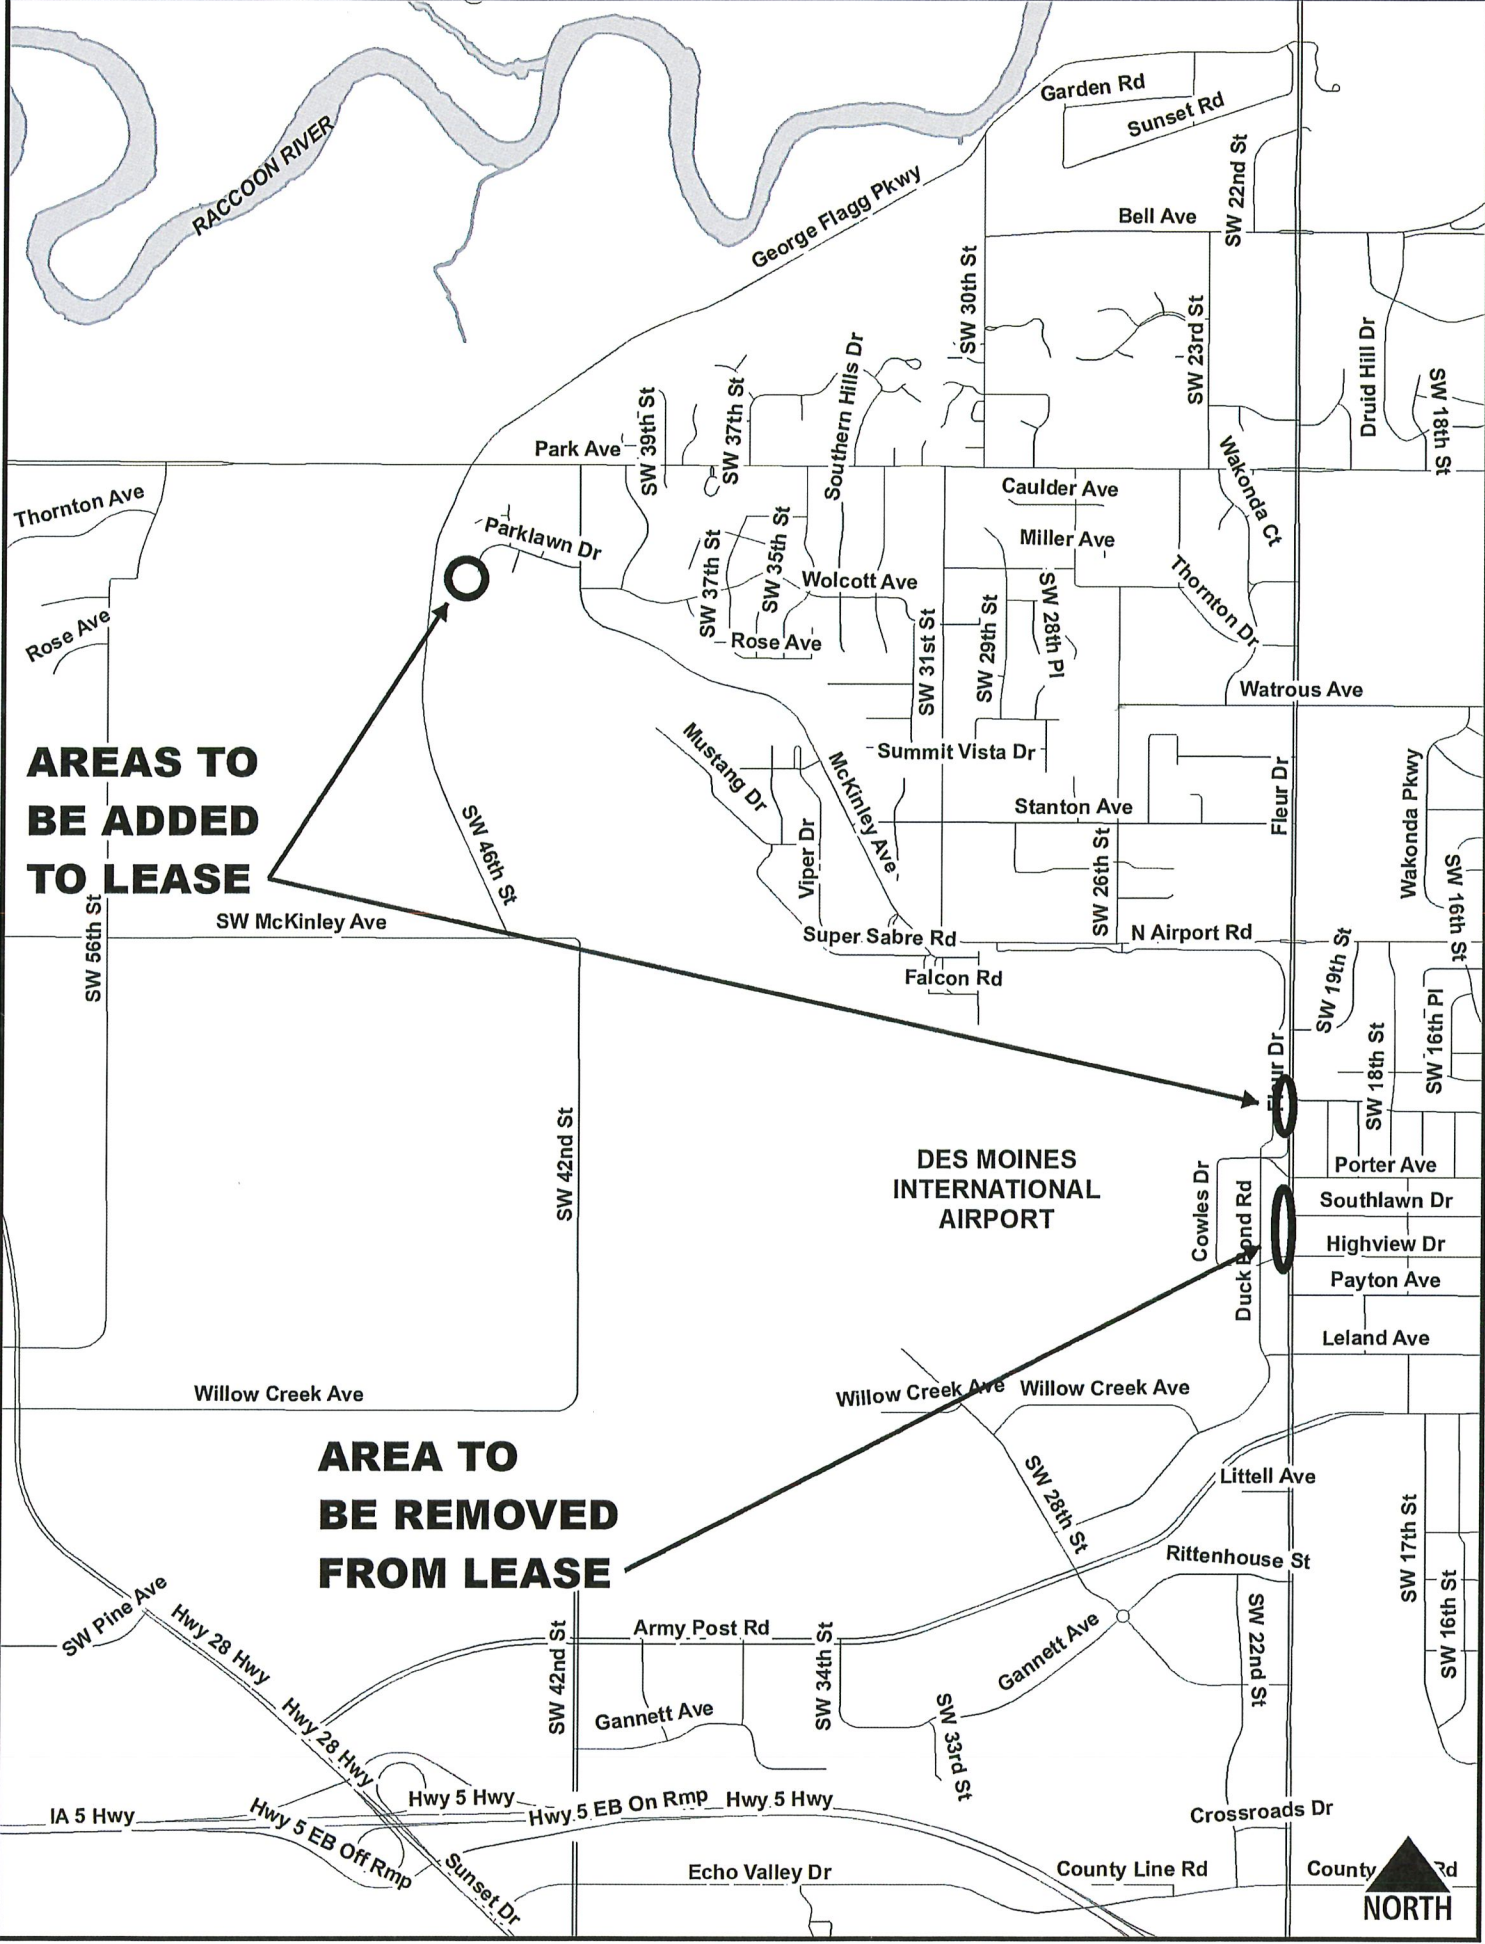 Garden Rd
Sunset Rd
RACCOON RIVER
SW 22nd St
George Flagg Pkwy
Bell Ave
SW 30th St
SW 23rd St
Druid Hill Dr
Southern Hills Dr
SW 39th St
SW 37th St
SW 18th St
Park Ave
Wakonda Ct
Thornton Ave
Caulder Ave
Parklawn Dr
SW 35th St
SW 37th St
Miller Ave
Wolcott Ave
Thornton Dr
SW 28th Pl
SW 29th St
SW 31st St
Rose Ave
Rose Ave
Watrous Ave
AREAS TO
BE ADDED
TO LEASE
Mustang Dr
McKinley Ave
Summit Vista Dr
Fleur Dr
Wakonda Pkwy
Stanton Ave
SW 46th St
Viper Dr
SW 26th St
SW 16th St
SW 56th St
SW McKinley Ave
Super Sabre Rd
N Airport Rd
Falcon Rd
SW 19th St
SW 16th Pl
SW 18th St
Fleur Dr
SW 42nd St
DES MOINES
INTERNATIONAL
AIRPORT
Cowles Dr
Duck Pond Rd
Porter Ave
Southlawn Dr
Highview Dr
Payton Ave
Leland Ave
Willow Creek Ave
Willow Creek Ave
Willow Creek Ave
AREA TO
BE REMOVED
FROM LEASE
SW 28th St
Littell Ave
Rittenhouse St
SW 17th St
SW 16th St
SW Pine Ave
Hwy 28 Hwy
Army Post Rd
SW 42nd St
SW 34th St
Gannett Ave
SW 22nd St
Gannett Ave
SW 33rd St
Hwy 28 Hwy
Hwy 5 Hwy
Hwy 5 EB On Rmp
Hwy 5 Hwy
IA 5 Hwy
Hwy 5 EB Off Rmp
Crossroads Dr
Sunset Dr
Echo Valley Dr
County Line Rd
County Rd
NORTH